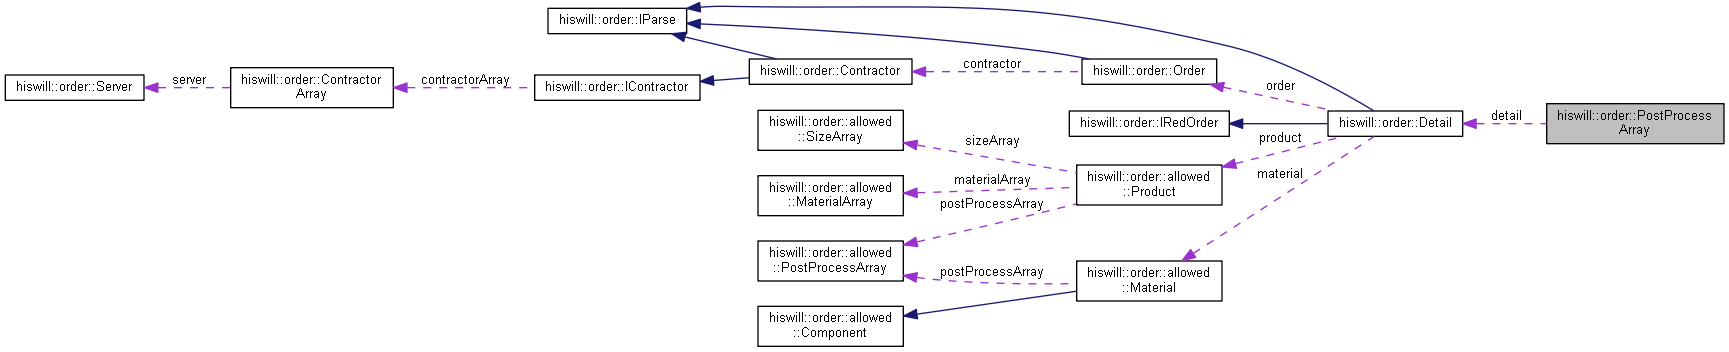 hiswill::order::IParse
hiswill::order::Server
server
hiswill::order::Contractor
Array
contractorArray
hiswill::order::IContractor
hiswill::order::Contractor
contractor
hiswill::order::Order
order
hiswill::order::IRedOrder
hiswill::order::Detail
detail
hiswill::order::PostProcess
Array
hiswill::order::allowed
::SizeArray
sizeArray
product
material
hiswill::order::allowed
::MaterialArray
materialArray
postProcessArray
hiswill::order::allowed
::Product
hiswill::order::allowed
::PostProcessArray
postProcessArray
hiswill::order::allowed
::Material
hiswill::order::allowed
::Component